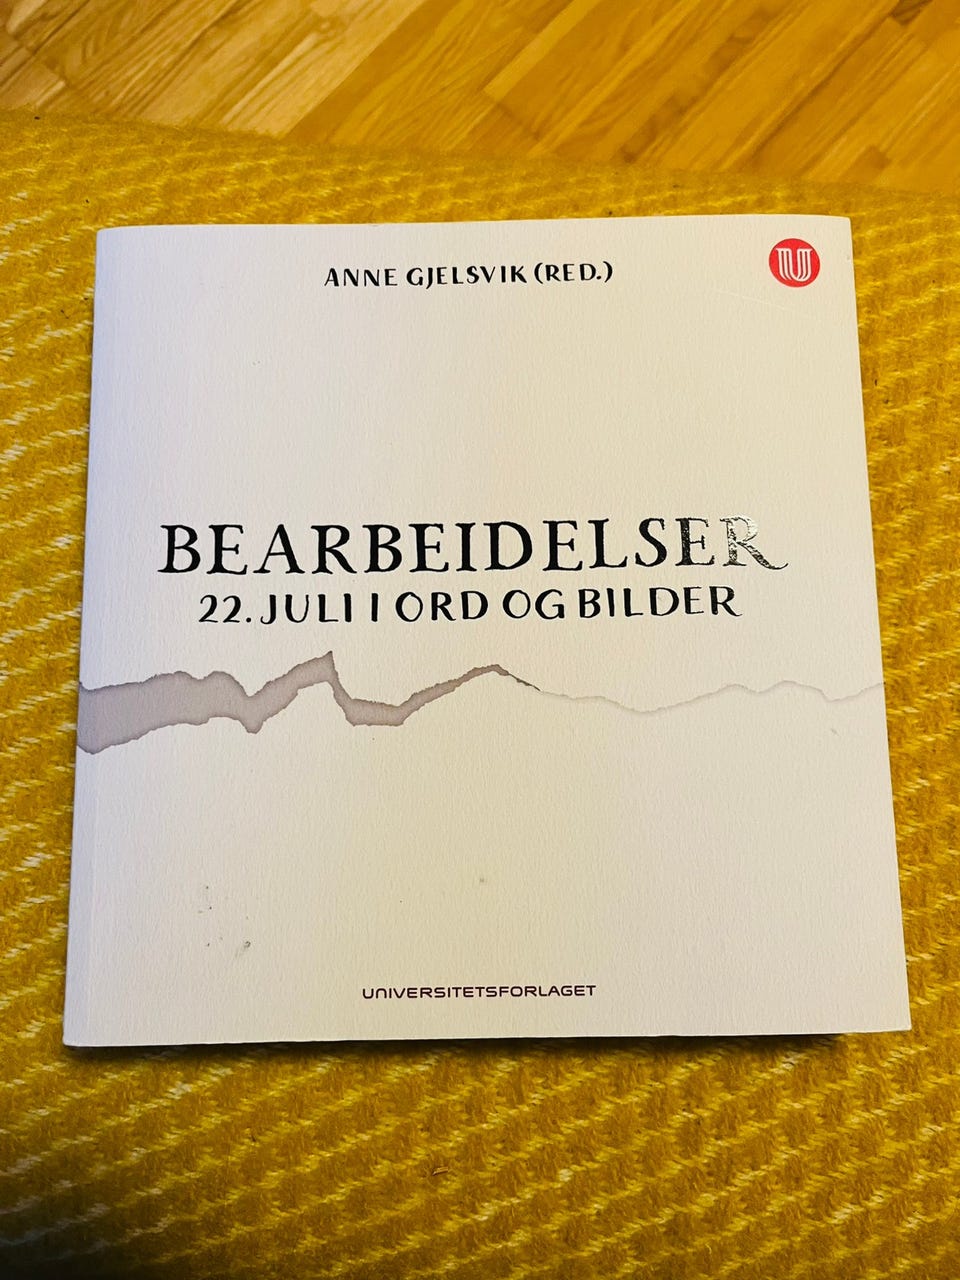 ANNE GJELSVIK (RED.)
U
BEARBEIDELSER
22. JULI I ORD OG BILDER
UNIVERSITETSFORLAGET